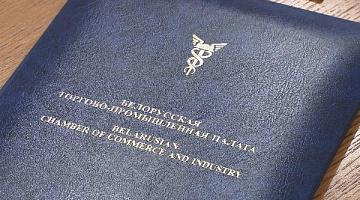 БЕЛОРУССКАЯ
ТОРГОВО-ПРОМЫШЛЕННАЯ ПАЛАТА
BELARUSIAN
CHAMBER OF COMMERCE AND INDUSTRY